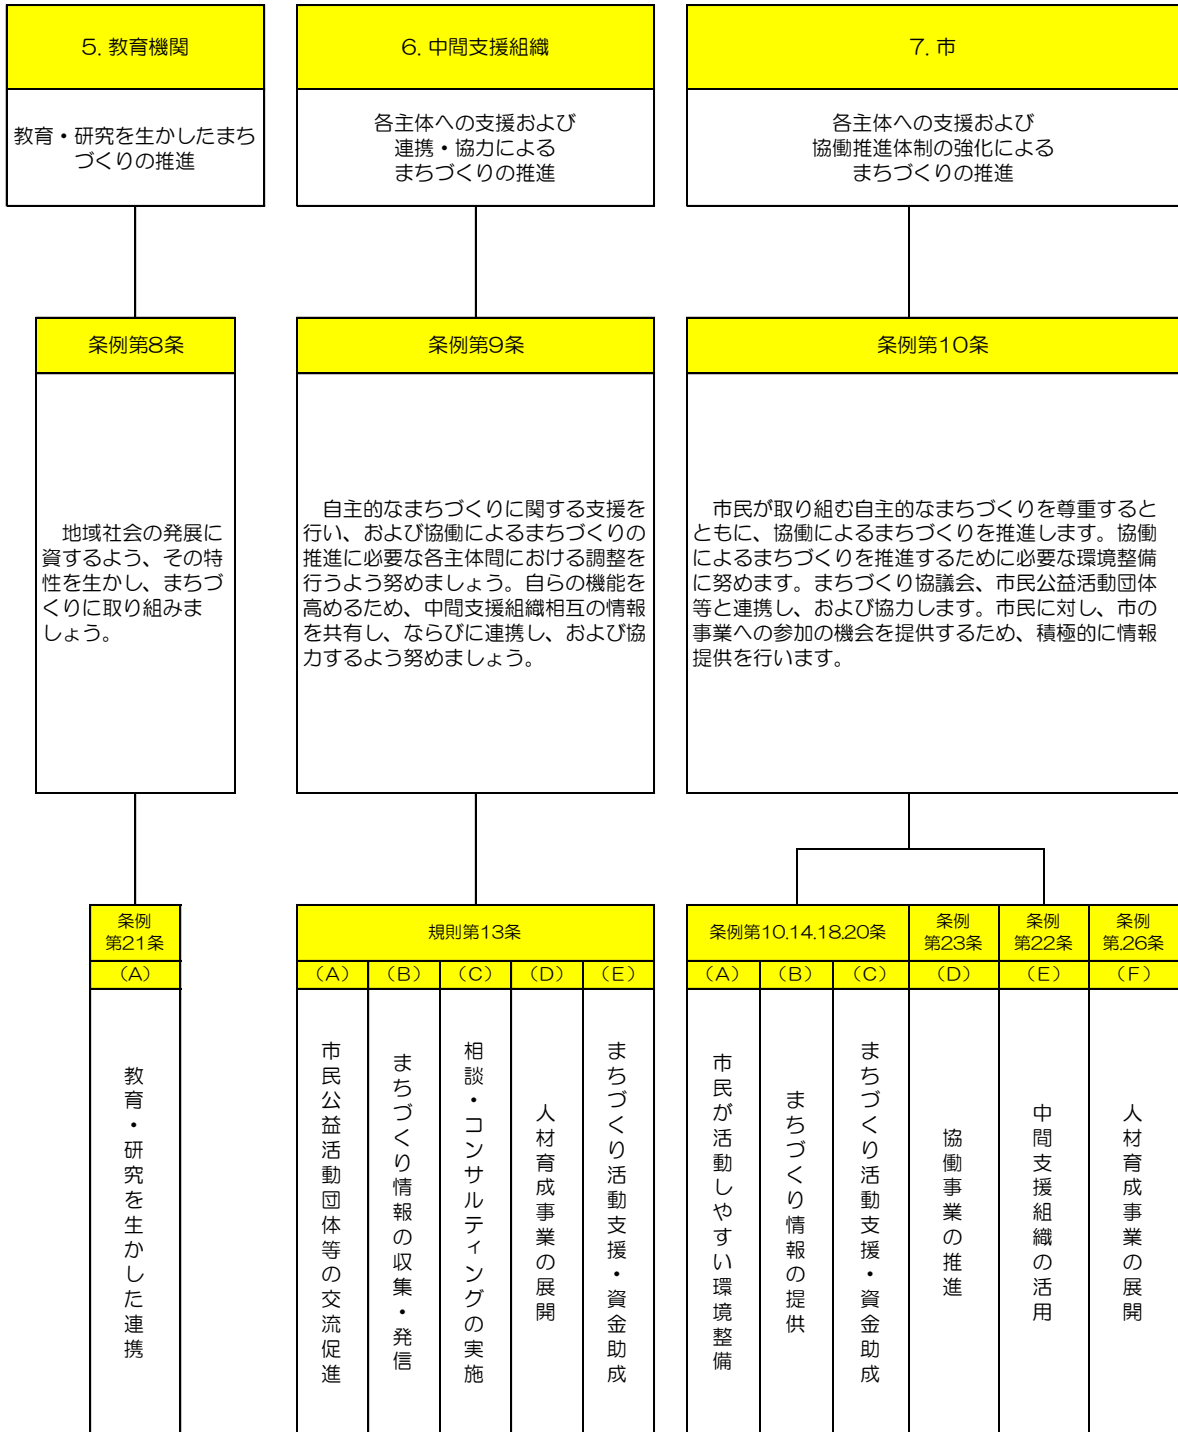 5. 教育機関
教育・研究を生かしたまち
づくりの推進
条例第8条
　地域社会の発展に
資するよう、その特
性を生かし、まちづ
くりに取り組みま
しょう。
条例
第21条
（A）
教育・研究を生かした連携
6. 中間支援組織
各主体への支援および
連携・協力による
まちづくりの推進
条例第9条
　自主的なまちづくりに関する支援を
行い、および協働によるまちづくりの
推進に必要な各主体間における調整を
行うよう努めましょう。自らの機能を
高めるため、中間支援組織相互の情報
を共有し、ならびに連携し、および協
力するよう努めましょう。
規則第13条
（A）
市民公益活動団体等の交流促進
（B）
まちづくり情報の収集・発信
（C）
相談・コンサルティングの実施
（D）
人材育成事業の展開
（E）
まちづくり活動支援・資金助成
7. 市
各主体への支援および
協働推進体制の強化による
まちづくりの推進
条例第10条
　市民が取り組む自主的なまちづくりを尊重すると
ともに、協働によるまちづくりを推進します。協働
によるまちづくりを推進するために必要な環境整備
に努めます。まちづくり協議会、市民公益活動団体
等と連携し、および協力します。市民に対し、市の
事業への参加の機会を提供するため、積極的に情報
提供を行います。
条例第10.14.18.20条
（A）
市民が活動しやすい環境整備
（B）
まちづくり情報の提供
（C）
まちづくり活動支援・資金助成
条例
第23条
（D）
協働事業の推進
条例
第22条
（E）
中間支援組織の活用
条例
第.26条
（F）
人材育成事業の展開